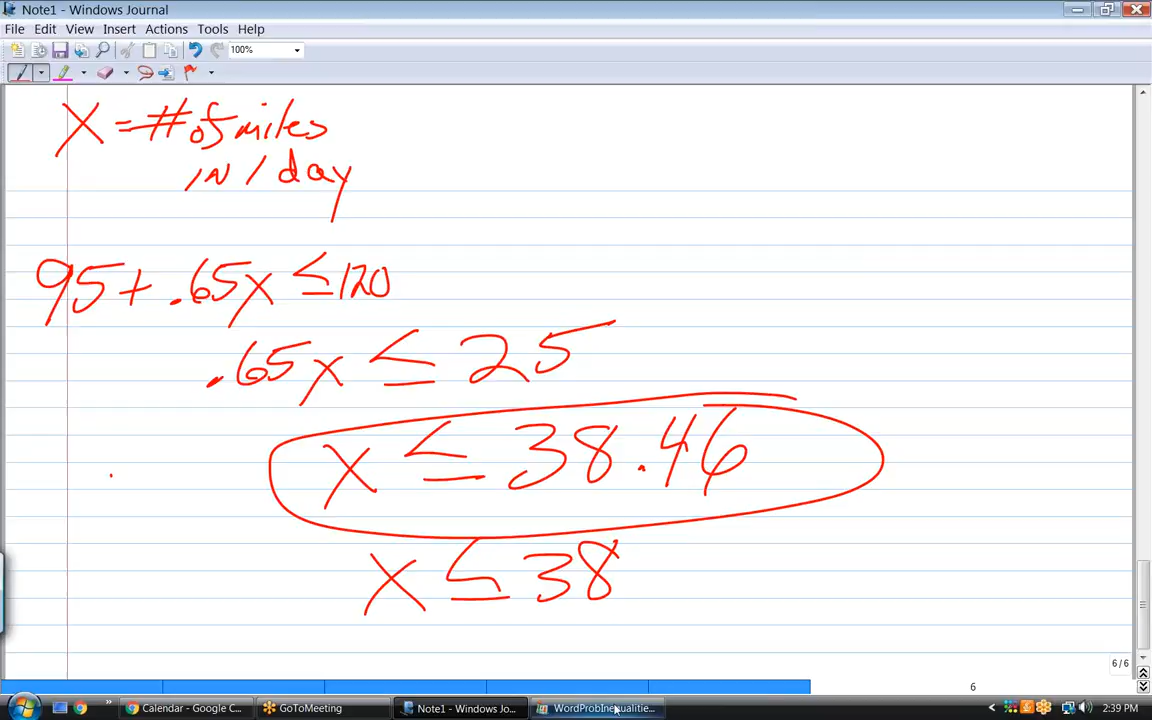 Note1 - Windows Journal
File Edit View Insert Actions Tools Help
100%
X = # of miles
in 1 day
95 + .65x ≤ 120
.65x ≤ 25
x ≤ 38.46
x ≤ 38
6/6
6
Calendar - Google C...
GoToMeeting
Note1 - Windows Jo...
WordProbInequalitie...
2:39 PM